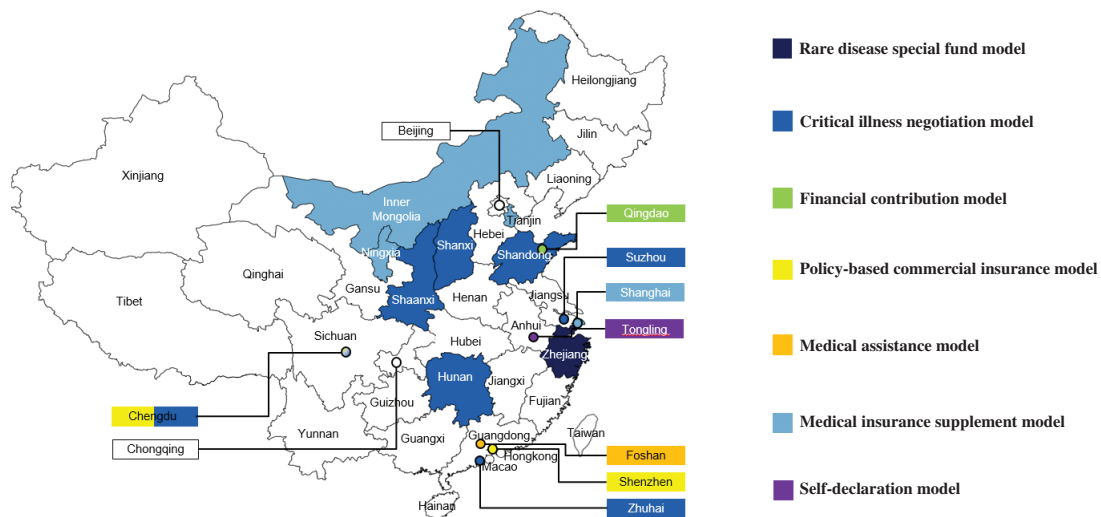 Heilongjiang
Jilin
Liaoning
Beijing
Xinjiang
Inner
Mongolia
Tianjin
Hebei
Ningxia
Shanxi
Shandong
Qinghai
Gansu
Shaanxi
Henan
Jiangsu
Tibet
Sichuan
Anhui
Hubei
Zhejiang
Hunan
Jiangxi
Guizhou
Fujian
Yunnan
Guangxi
Guangdong
Taiwan
Hongkong
Macao
Hainan
Chengdu
Chongqing
Qingdao
Suzhou
Shanghai
Tongling
Foshan
Shenzhen
Zhuhai
Rare disease special fund model
Critical illness negotiation model
Financial contribution model
Policy-based commercial insurance model
Medical assistance model
Medical insurance supplement model
Self-declaration model